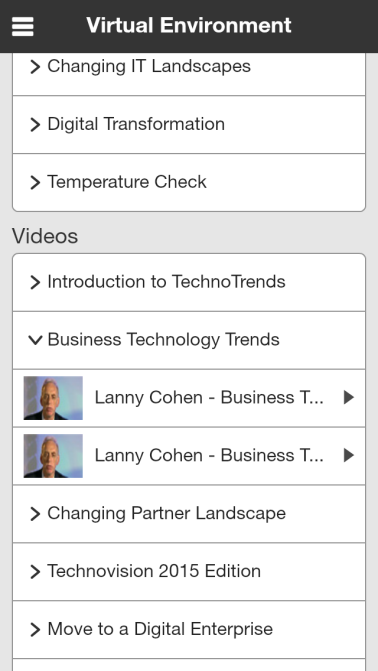 Virtual Environment
Changing IT Landscapes
Digital Transformation
Temperature Check
Videos
Introduction to TechnoTrends
Business Technology Trends
Lanny Cohen - Business T...
Lanny Cohen - Business T...
Changing Partner Landscape
Technovision 2015 Edition
Move to a Digital Enterprise